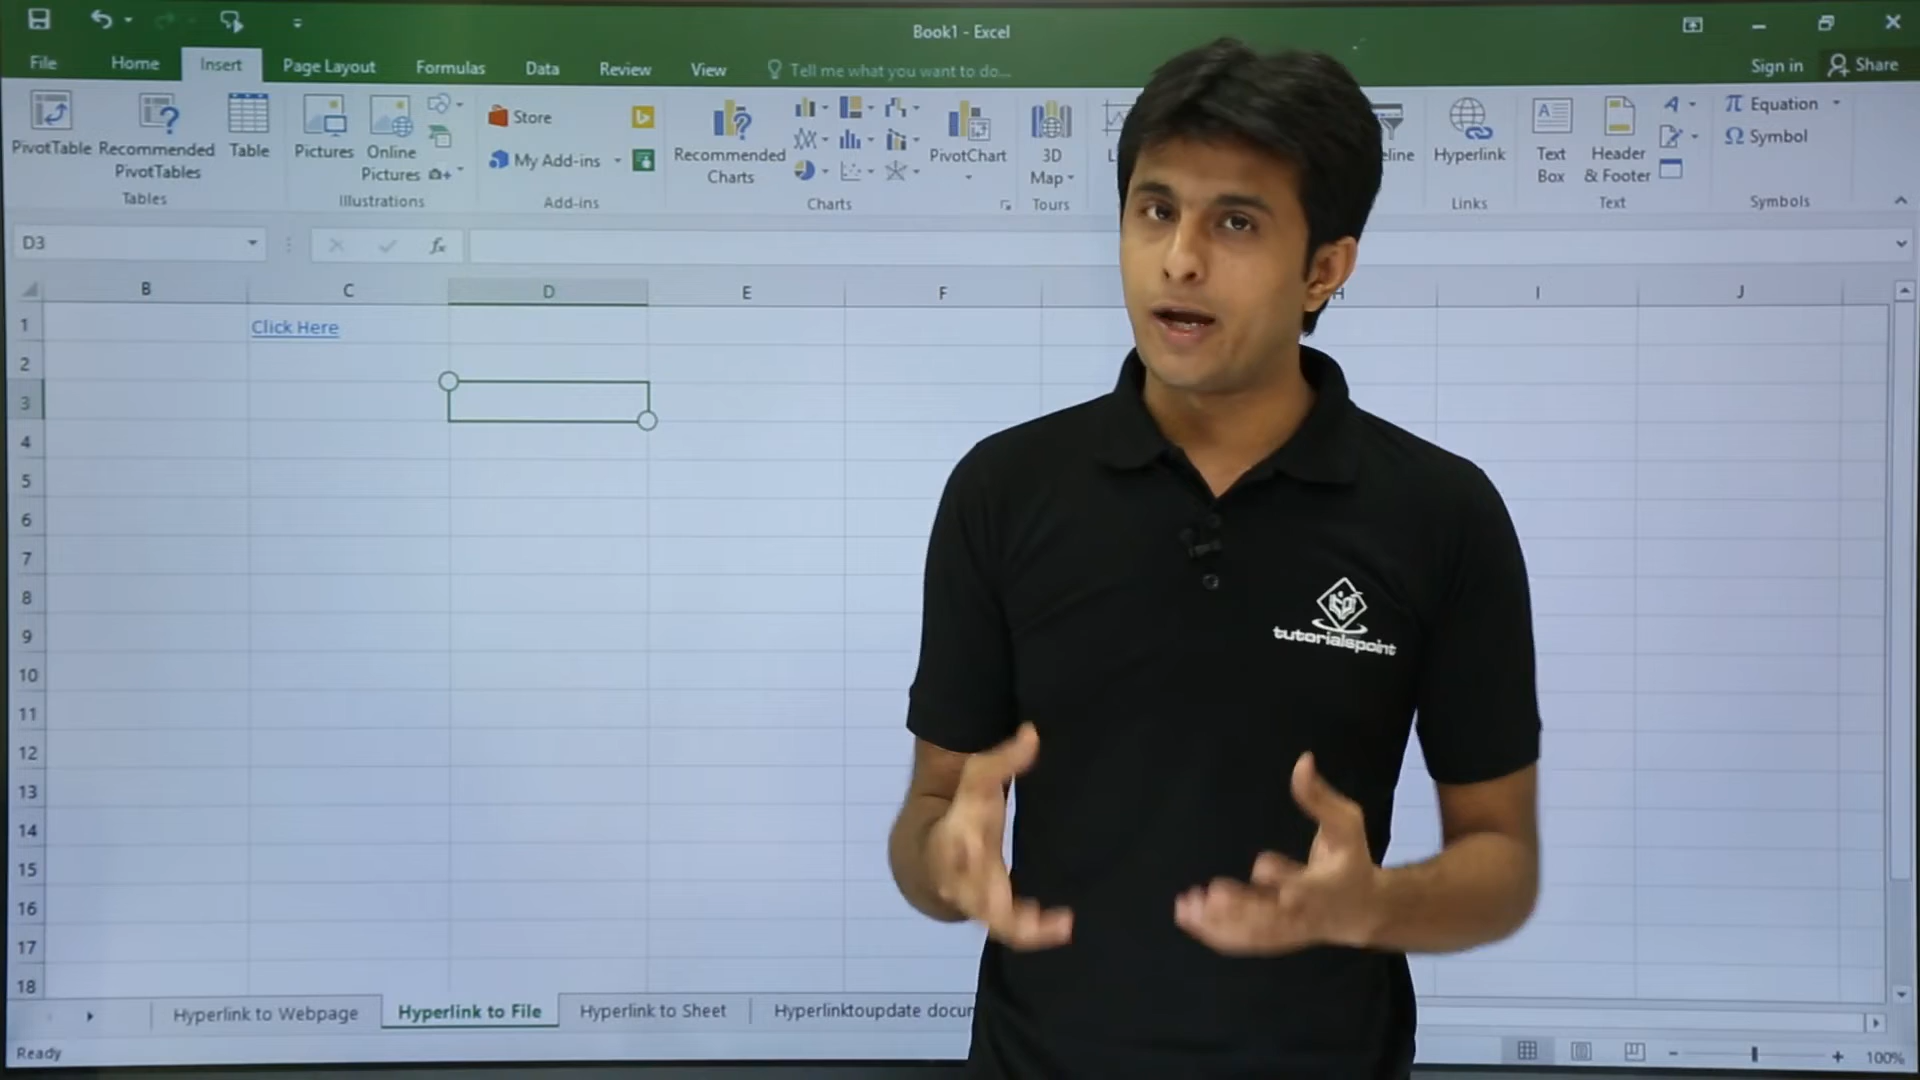 Book1 - Excel
File Home Insert Page Layout Formulas Data Review View Tell me what you want to do... Sign in Share
PivotTable
Recommended PivotTables
Table
Tables
Pictures
Online Pictures
Illustrations
Store
My Add-ins
Add-ins
Recommended Charts
PivotChart
Charts
3D Map
Tours
Hyperlink
Links
Text Box
Header & Footer
Text
π Equation
Ω Symbol
Symbols
D3
fx
B C D E F H I J
1 Click Here
2
3
4
5
6
7
8
9
10
11
12
13
14
15
16
17
18
tutorialspoint
Hyperlink to Webpage Hyperlink to File Hyperlink to Sheet Hyperlinktoupdate docum
Ready
100%